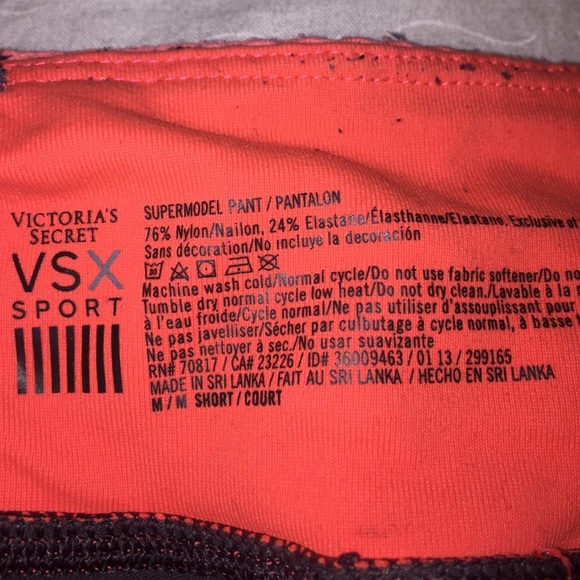 VICTORIA'S
SECRET
VSX
SPORT
SUPERMODEL PANT / PANTALON
76% Nylon/Nailon, 24% Elastane/Élasthanne/Elastano. Exclusive of
Sans décoration/No incluye la decoración
Machine wash cold/Normal cycle/Do not use fabric softener/Do no
Tumble dry normal cycle low heat/Do not dry clean./Lavable à la
à l'eau froide/Cycle normal/Ne pas utiliser d'assouplissant pour
Ne pas javelliser/Sécher par culbutage à cycle normal, à basse
Ne pas nettoyer à sec./No usar suavizante
RN# 70817 / CA# 23226 / ID# 36009463 / 01 13 / 299165
MADE IN SRI LANKA / FAIT AU SRI LANKA / HECHO EN SRI LANKA
M / M SHORT / COURT